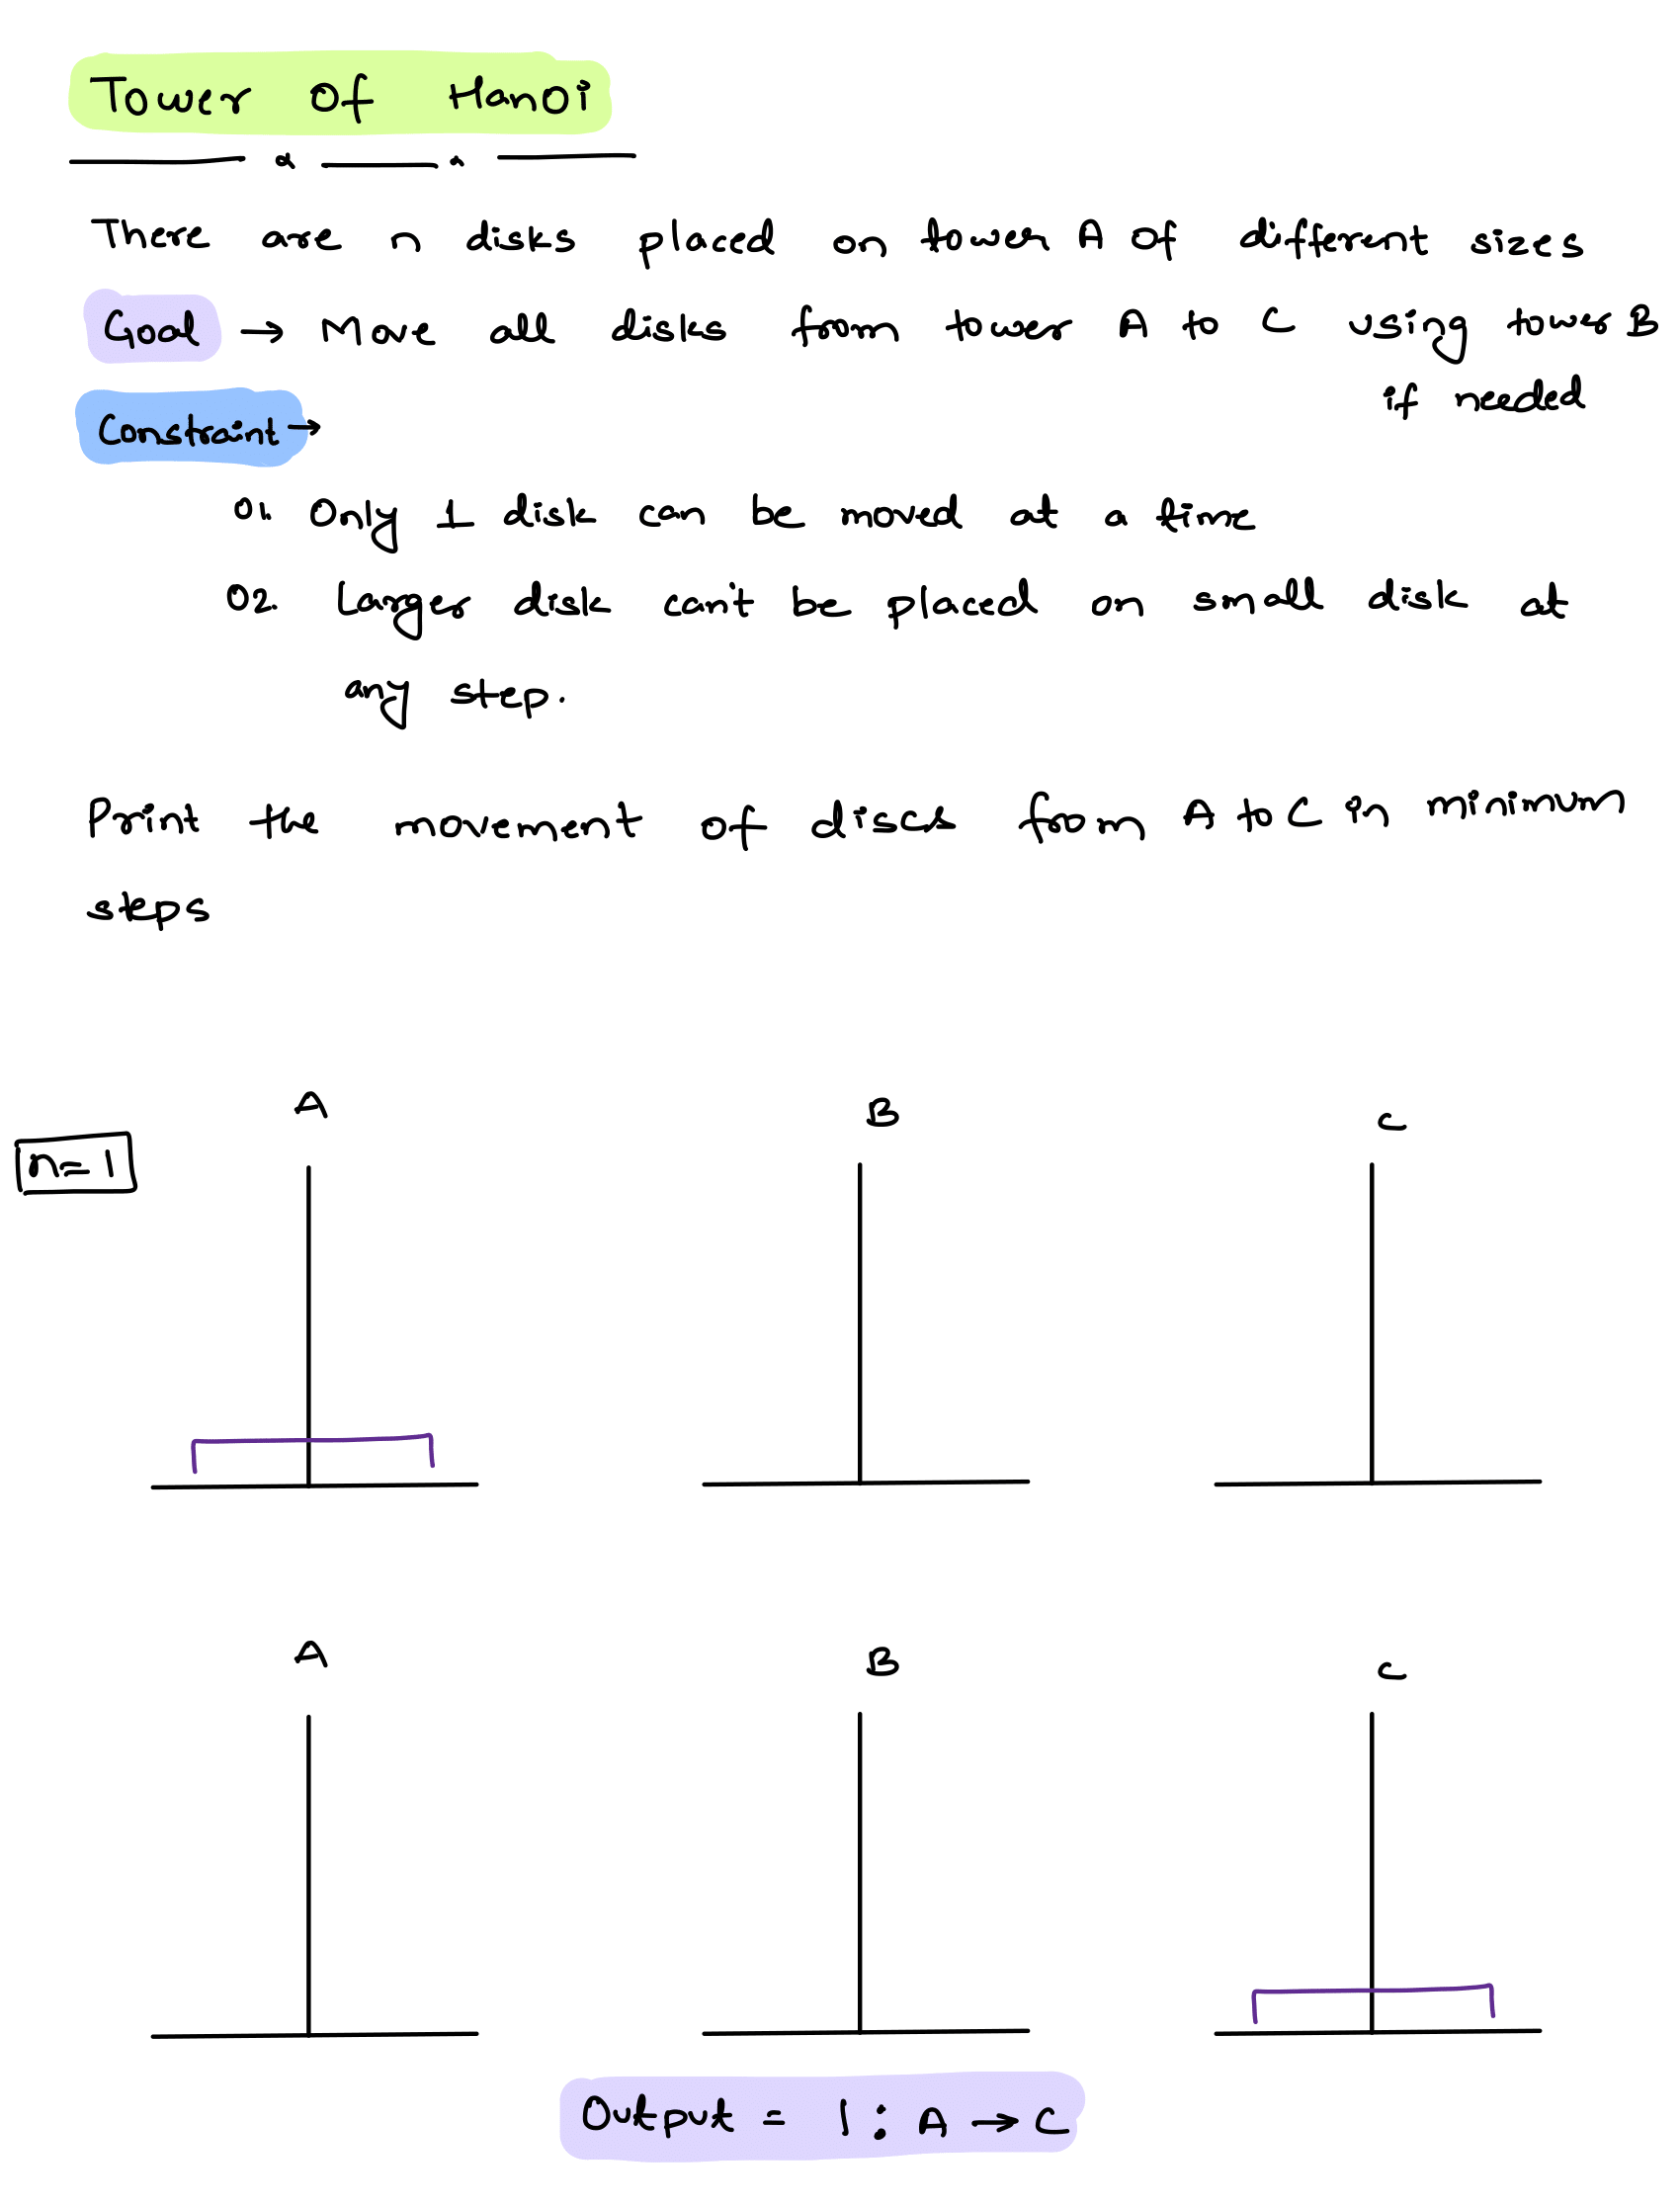 Tower Of Hanoi
There are n disks placed on tower A Of different sizes
Goal → Move all disks from tower A to C using tower B
if needed
Constraint →
01. Only 1 disk can be moved at a time
02. Larger disk can't be placed on small disk at
any step.
Print the movement of discs from A to C in minimum
steps
A B C
n=1
A B C
Output = 1 : A → C